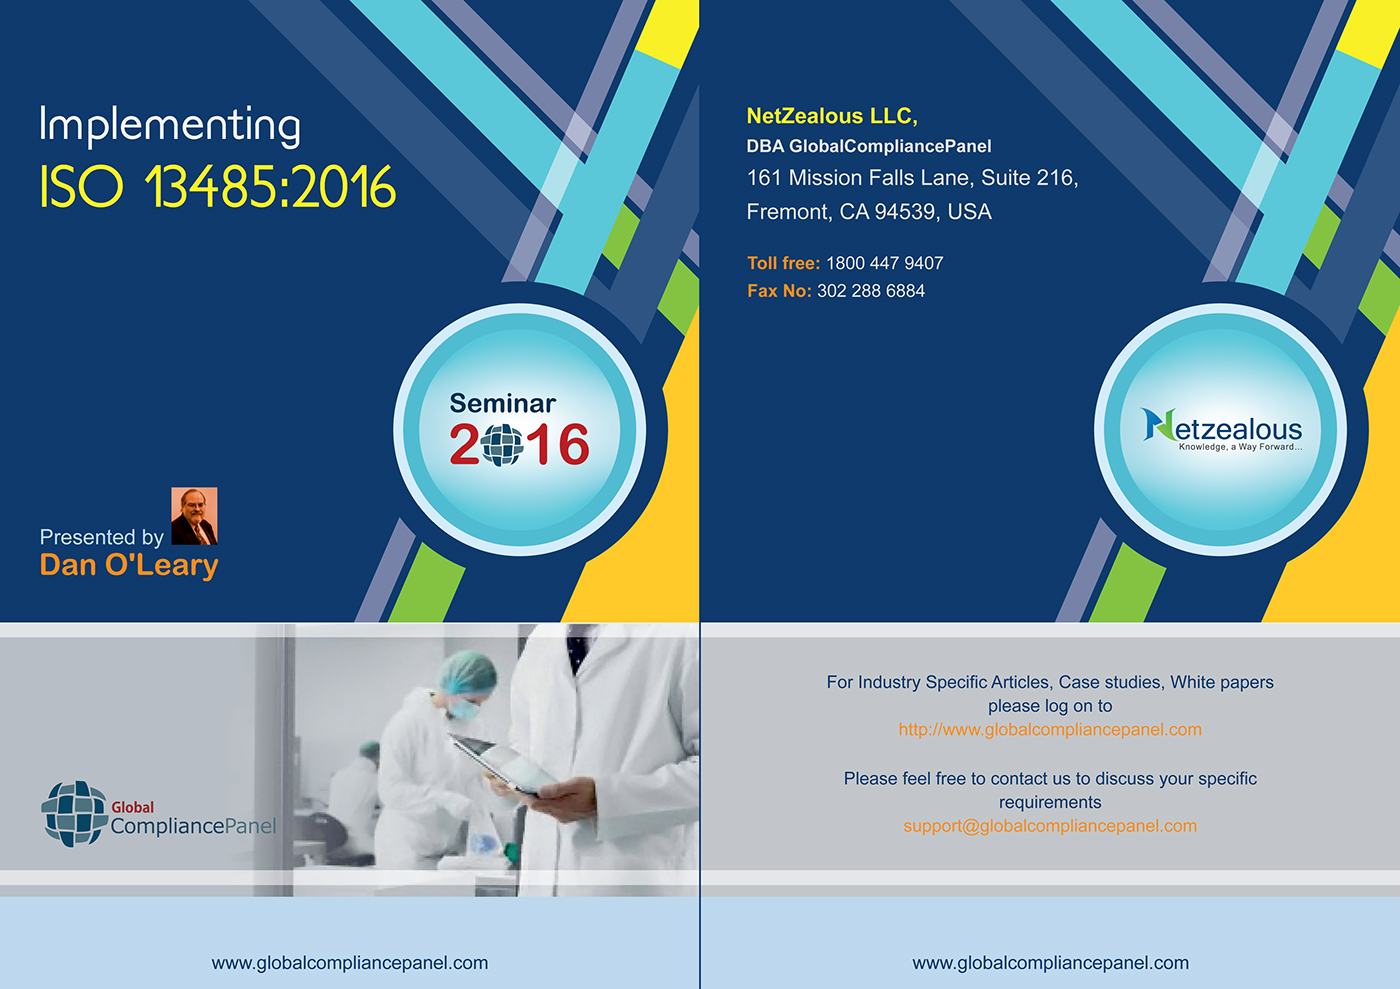 Implementing
ISO 13485:2016
Seminar
2016
Presented by
Dan O'Leary
Global
CompliancePanel
www.globalcompliancepanel.com
NetZealous LLC,
DBA GlobalCompliancePanel
161 Mission Falls Lane, Suite 216,
Fremont, CA 94539, USA
Toll free: 1800 447 9407
Fax No: 302 288 6884
Netzealous
Knowledge, a Way Forward...
For Industry Specific Articles, Case studies, White papers
please log on to
http://www.globalcompliancepanel.com
Please feel free to contact us to discuss your specific
requirements
support@globalcompliancepanel.com
www.globalcompliancepanel.com